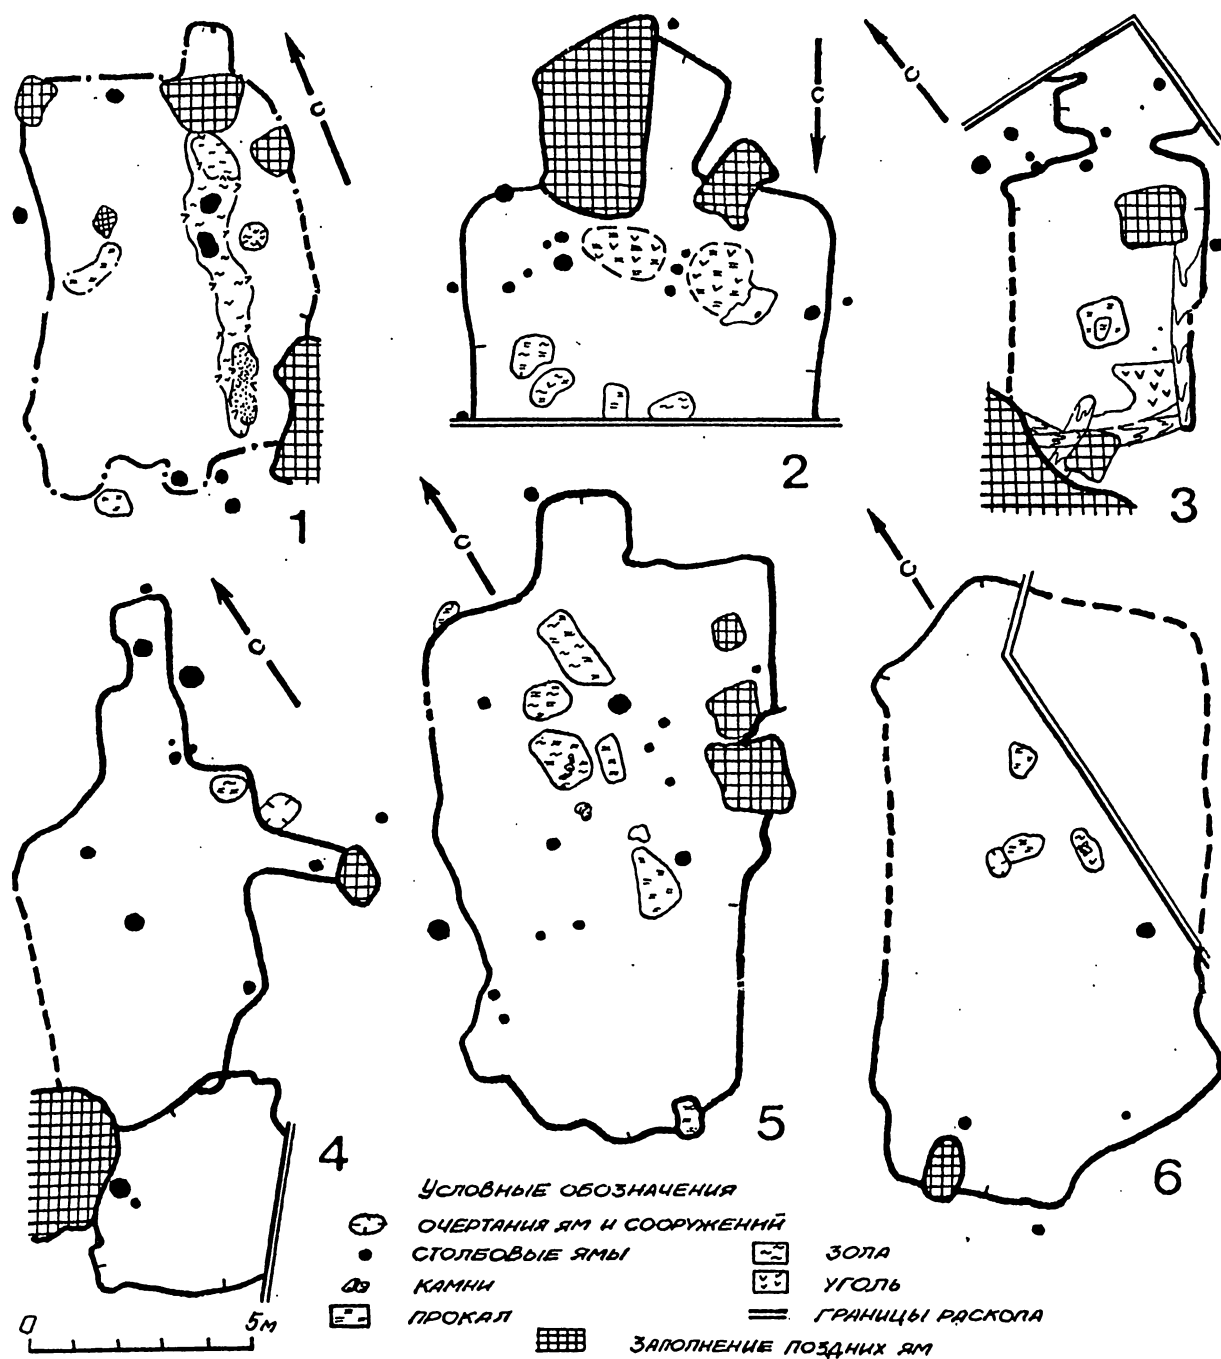 С
1
С
2
С
3
С
4
С
5
С
6
Условные обозначения
очертания ям и сооружений
столбовые ямы
камни
прокал
зола
уголь
границы раскопа
Заполнение поздних ям
0 5м